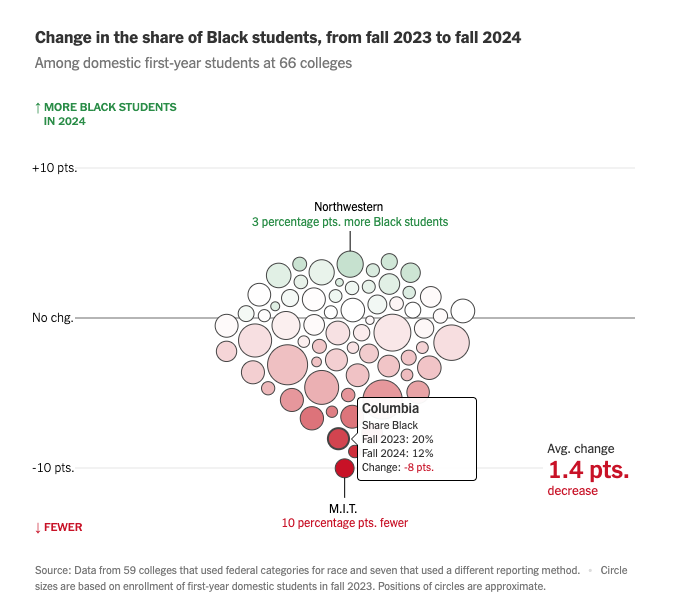 Change in the share of Black students, from fall 2023 to fall 2024
Among domestic first-year students at 66 colleges
↑ MORE BLACK STUDENTS
IN 2024
+10 pts.
Northwestern
3 percentage pts. more Black students
No chg.
Columbia
Share Black
Fall 2023: 20%
Fall 2024: 12%
Change: -8 pts.
Avg. change
1.4 pts.
decrease
-10 pts.
M.I.T.
10 percentage pts. fewer
↓ FEWER
Source: Data from 59 colleges that used federal categories for race and seven that used a different reporting method. • Circle
sizes are based on enrollment of first-year domestic students in fall 2023. Positions of circles are approximate.